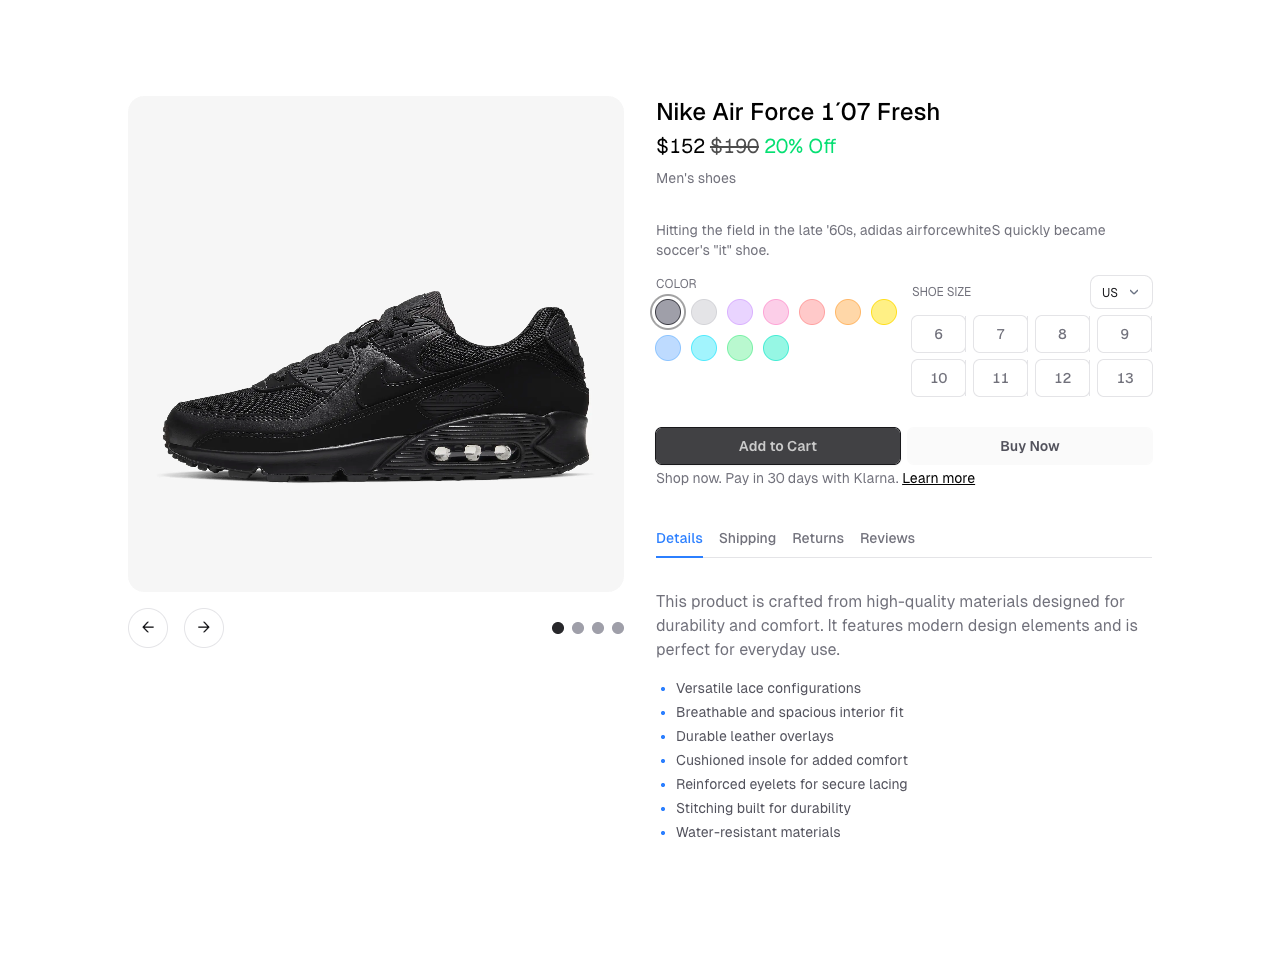 Nike Air Force 1´07 Fresh
$152 $190 20% Off
Men's shoes
Hitting the field in the late '60s, adidas airforcewhiteS quickly became
soccer's "it" shoe.
COLOR
SHOE SIZE
US
6 7 8 9
10 11 12 13
Add to Cart
Buy Now
Shop now. Pay in 30 days with Klarna. Learn more
Details Shipping Returns Reviews
This product is crafted from high-quality materials designed for
durability and comfort. It features modern design elements and is
perfect for everyday use.
Versatile lace configurations
Breathable and spacious interior fit
Durable leather overlays
Cushioned insole for added comfort
Reinforced eyelets for secure lacing
Stitching built for durability
Water-resistant materials